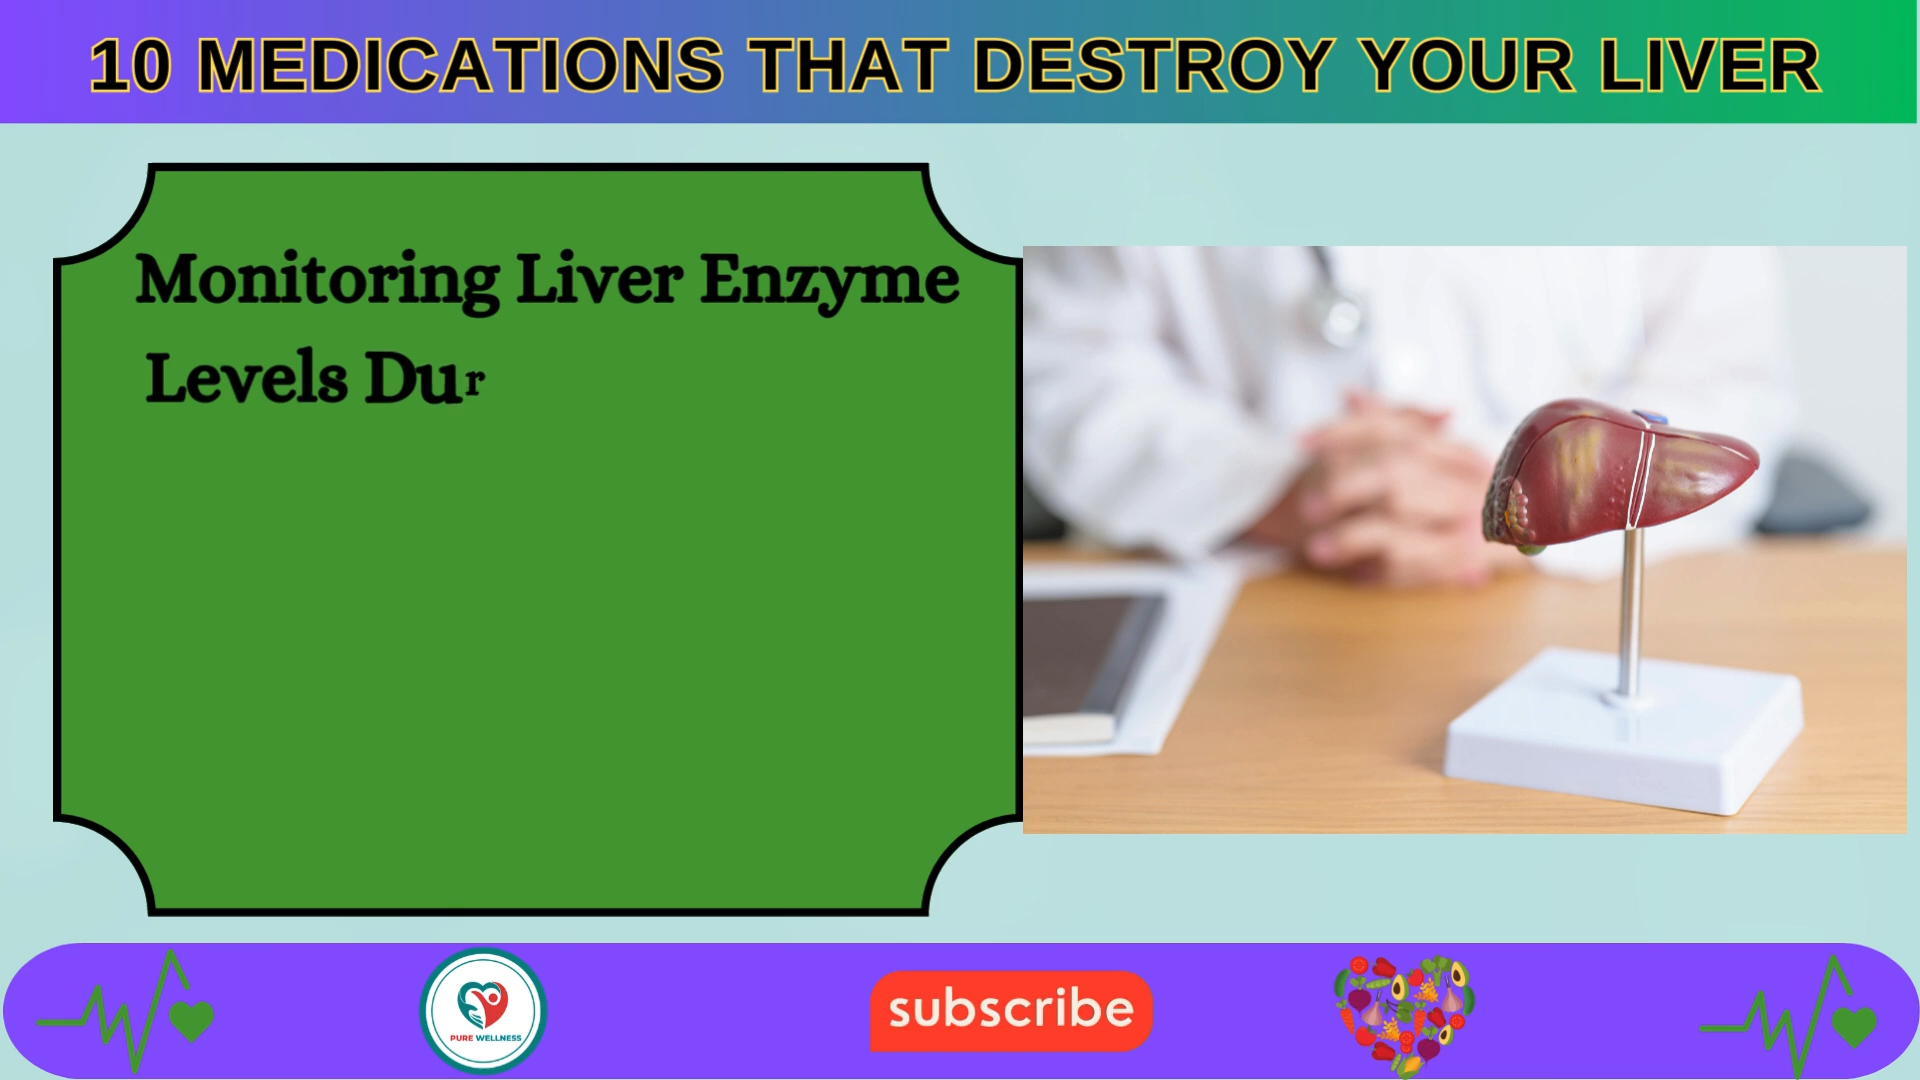 10 MEDICATIONS THAT DESTROY YOUR LIVER
Monitoring Liver Enzyme
Levels Dur
PURE WELLNESS
subscribe